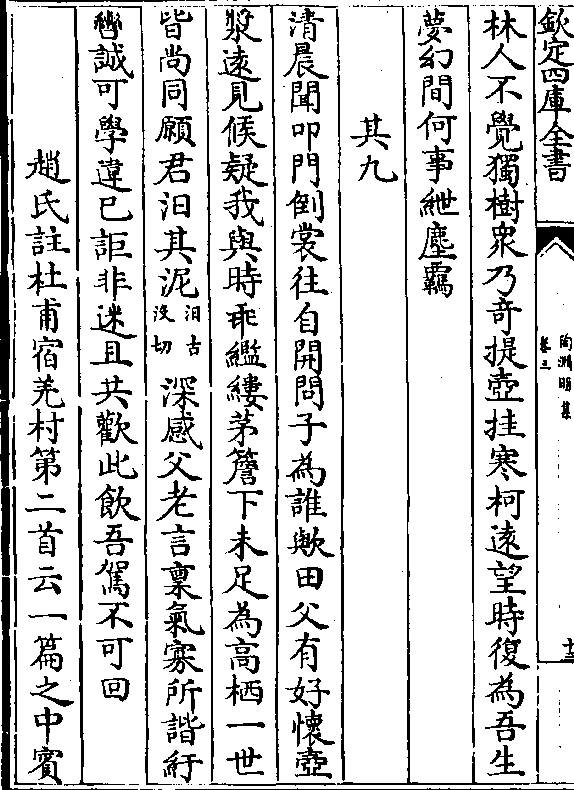 欽定四庫全書
陶淵明集
卷三
十三
林人不覺獨樹衆乃奇提壺挂寒柯遠望時復為吾生
夢幻間何事紲塵羈
其九
清晨聞叩門倒裳往自開問子為誰歟田父有好懷壺
漿遠見候疑我與時乖繿縷茅簷下未足為高栖一世
皆尚同願君汩其泥汩古没切深感父老言稟氣寡所諧紆
轡誠可學違已詎非迷且共歡此飲吾駕不可回
趙氏註杜甫宿羌村第二首云一篇之中賓